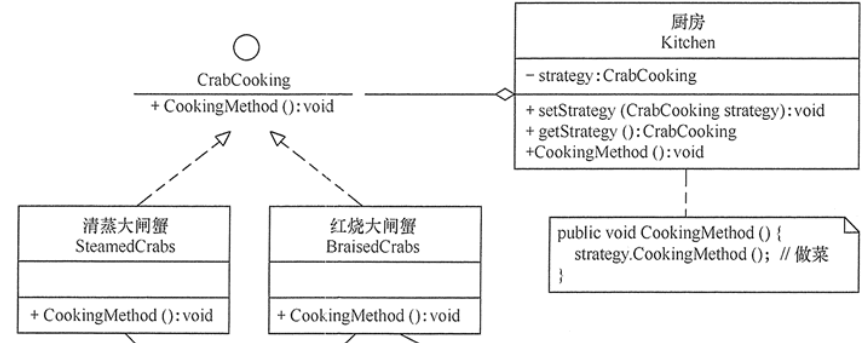 CrabCooking
+ CookingMethod ():void
厨房
Kitchen
- strategy:CrabCooking
+ setStrategy (CrabCooking strategy):void
+ getStrategy ():CrabCooking
+CookingMethod ():void
清蒸大闸蟹
SteamedCrabs
+ CookingMethod ():void
红烧大闸蟹
BraisedCrabs
+ CookingMethod ():void
public void CookingMethod () {
strategy.CookingMethod (); // 做菜
}